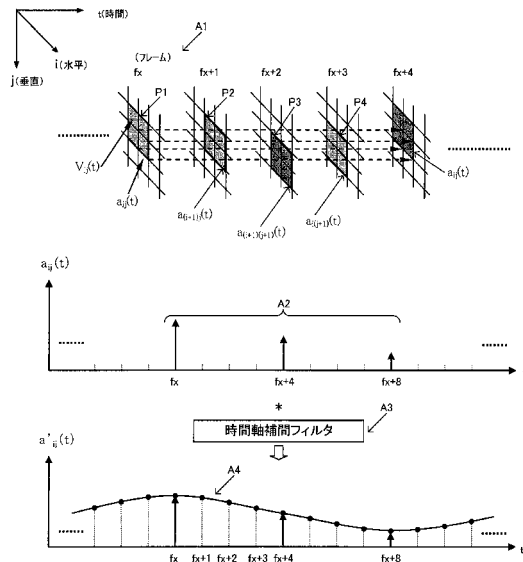 t(時間)
i(水平)
j(垂直)
A1
(フレーム)
fx fx+1 fx+2 fx+3 fx+4
P1 P2 P3 P4
Vij(t)
aij(t)
a(i+1)j(t)
a(i+1)(j+1)(t)
ai(j+1)(t)
aij(t)
aij(t)
A2
fx fx+4 fx+8
*
時間軸補間フィルタ
A3
a'ij(t)
A4
fx fx+1 fx+2 fx+3 fx+4 fx+8
t